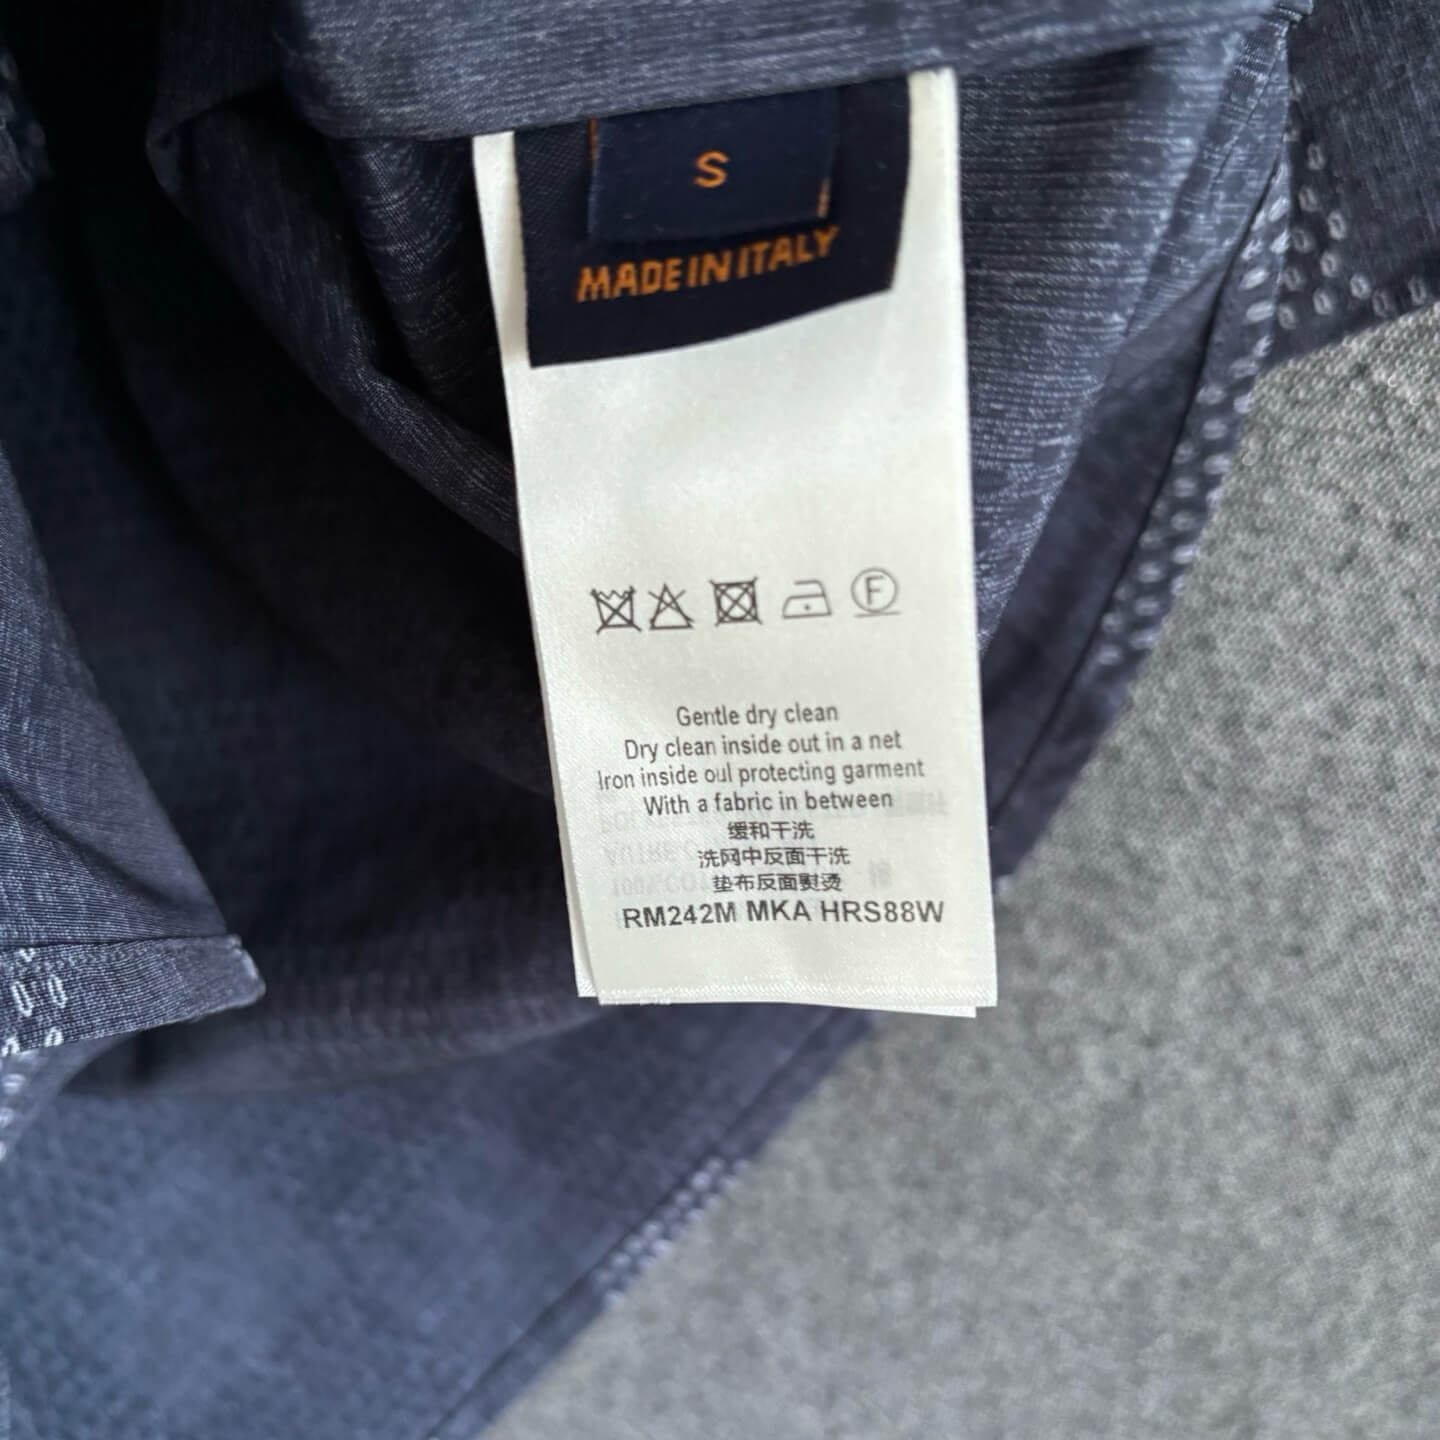 S
MADE IN ITALY
F
Gentle dry clean
Dry clean inside out in a net
Iron inside out protecting garment
With a fabric in between
缓和干洗
洗网中反面干洗
垫布反面熨烫
RM242M MKA HRS88W